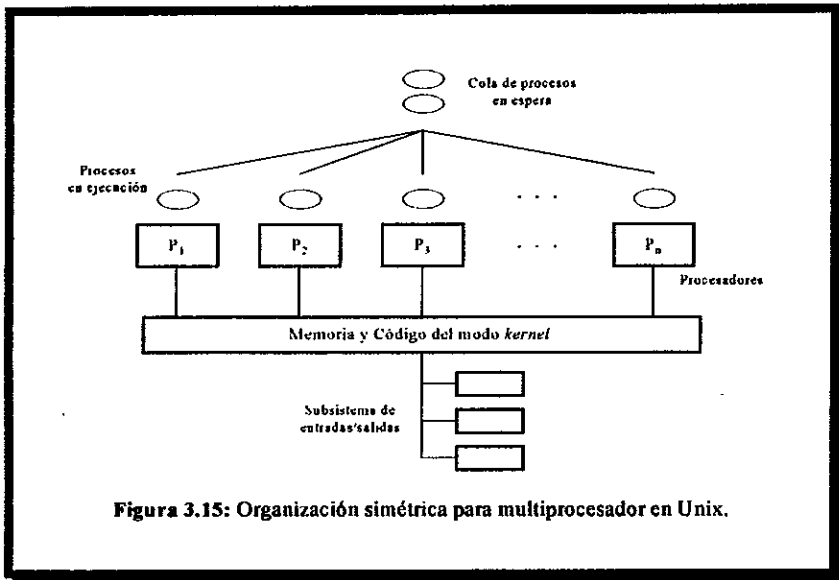 Cola de procesos
en espera
Procesos
en ejecución
. . .
P1 P2 P3 . . . Pn
Procesadores
Memoria y Código del modo kernel
Subsistema de
entradas/salidas
Figura 3.15: Organización simétrica para multiprocesador en Unix.